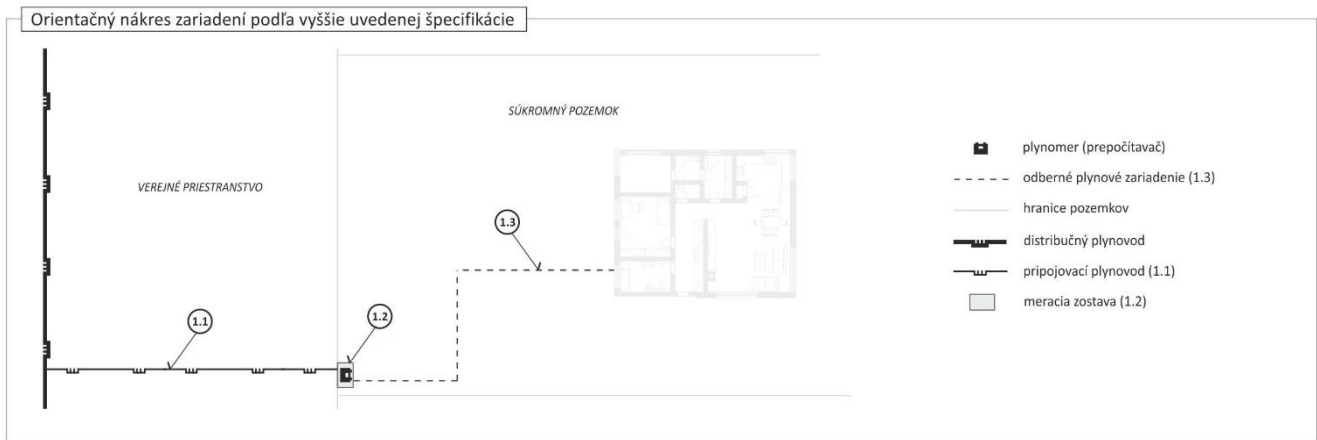 Orientačný nákres zariadení podľa vyššie uvedenej špecifikácie
SÚKROMNÝ POZEMOK
VEREJNÉ PRIESTRANSTVO
1.3
1.1
1.2
plynomer (prepočítavač)
odberné plynové zariadenie (1.3)
hranice pozemkov
distribučný plynovod
pripojovací plynovod (1.1)
meracia zostava (1.2)